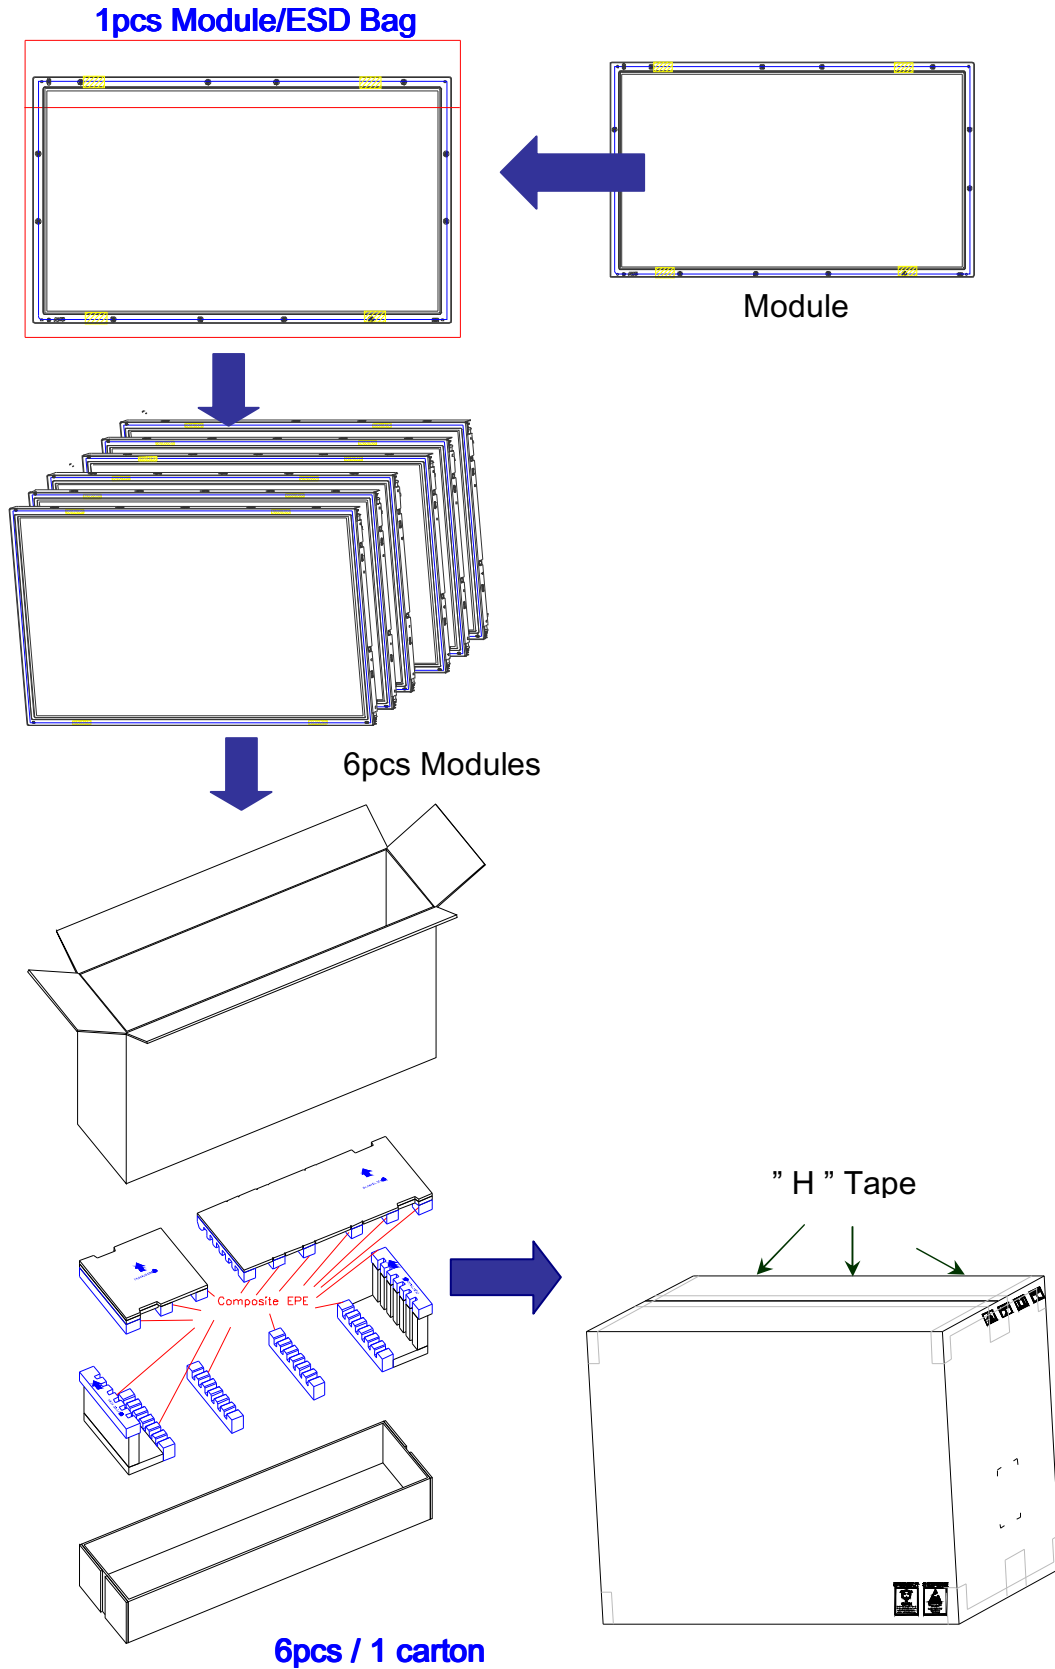 1pcs Module/ESD Bag
Module
6pcs Modules
” H ” Tape
Composite EPE
6pcs / 1 carton